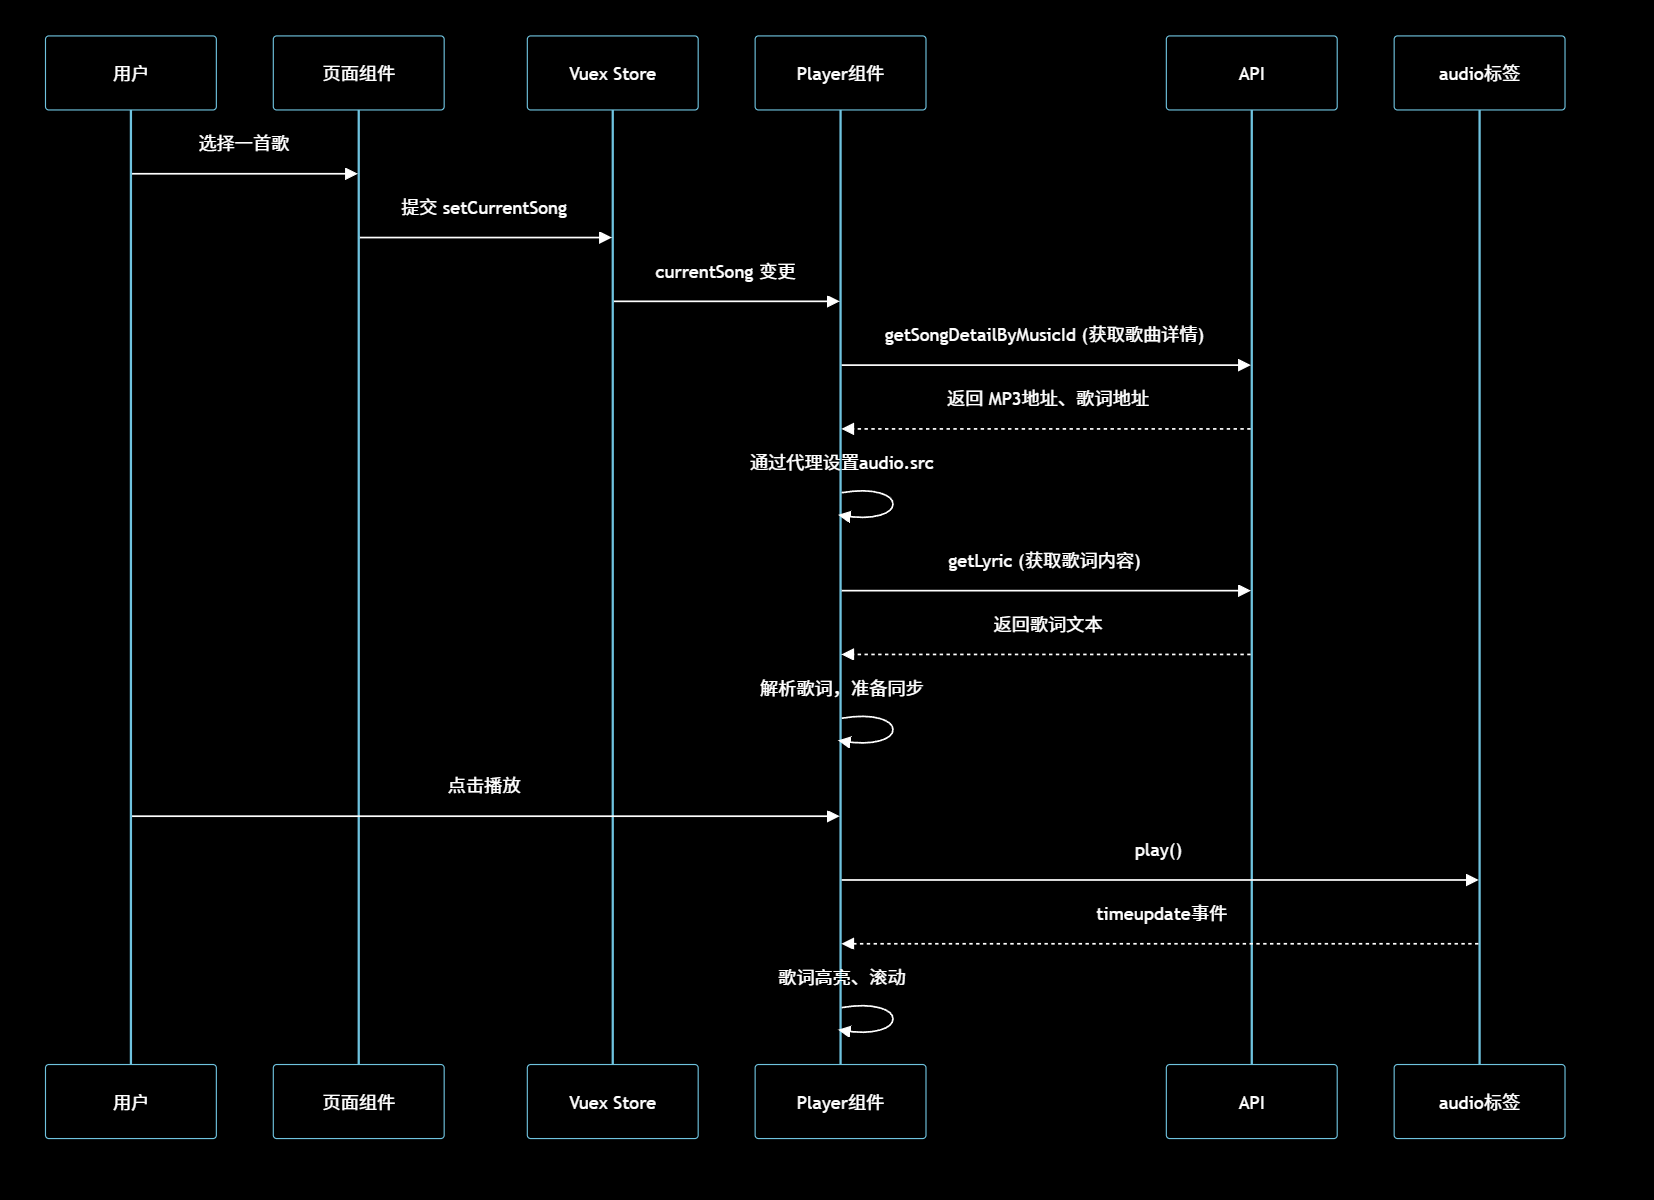 用户
页面组件
Vuex Store
Player组件
API
audio标签
选择一首歌
提交 setCurrentSong
currentSong 变更
getSongDetailByMusicId (获取歌曲详情)
返回 MP3地址、歌词地址
通过代理设置audio.src
getLyric (获取歌词内容)
返回歌词文本
解析歌词，准备同步
点击播放
play()
timeupdate事件
歌词高亮、滚动
用户
页面组件
Vuex Store
Player组件
API
audio标签